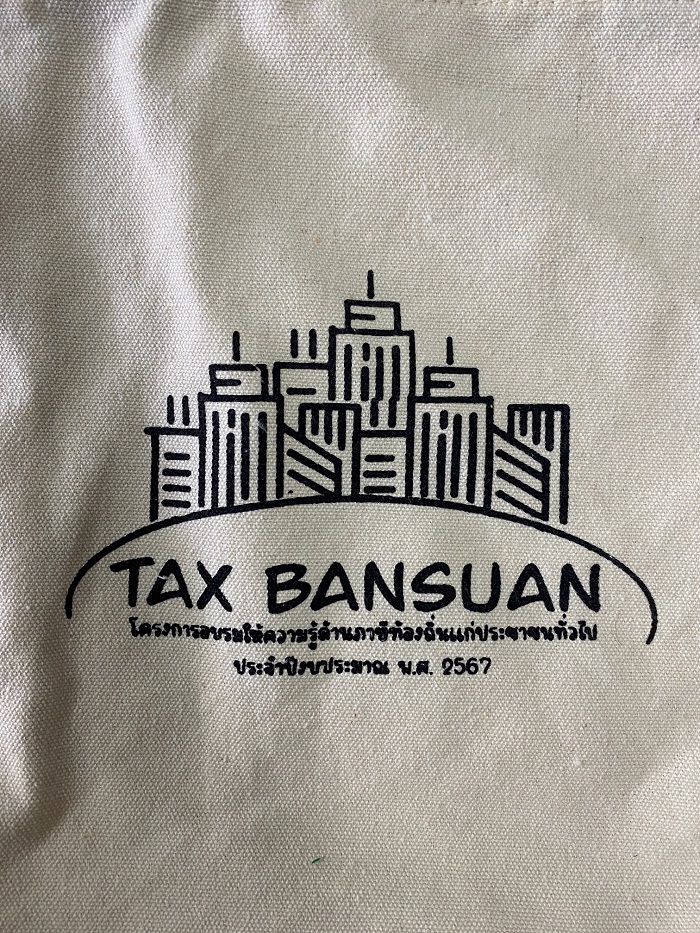 TAX BANSUAN
โครงการอบรมให้ความรู้ด้านภาษีท้องถิ่นแก่ประชาชนทั่วไป
ประจำปีงบประมาณ พ.ศ. 2567